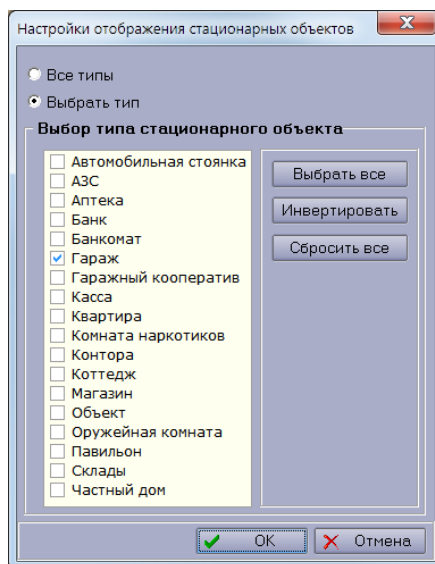 Настройки отображения стационарных объектов
Все типы
Выбрать тип
Выбор типа стационарного объекта
Автомобильная стоянка
АЗС
Аптека
Банк
Банкомат
Гараж
Гаражный кооператив
Касса
Квартира
Комната наркотиков
Контора
Коттедж
Магазин
Объект
Оружейная комната
Павильон
Склады
Частный дом
Выбрать все
Инвертировать
Сбросить все
OK
Отмена